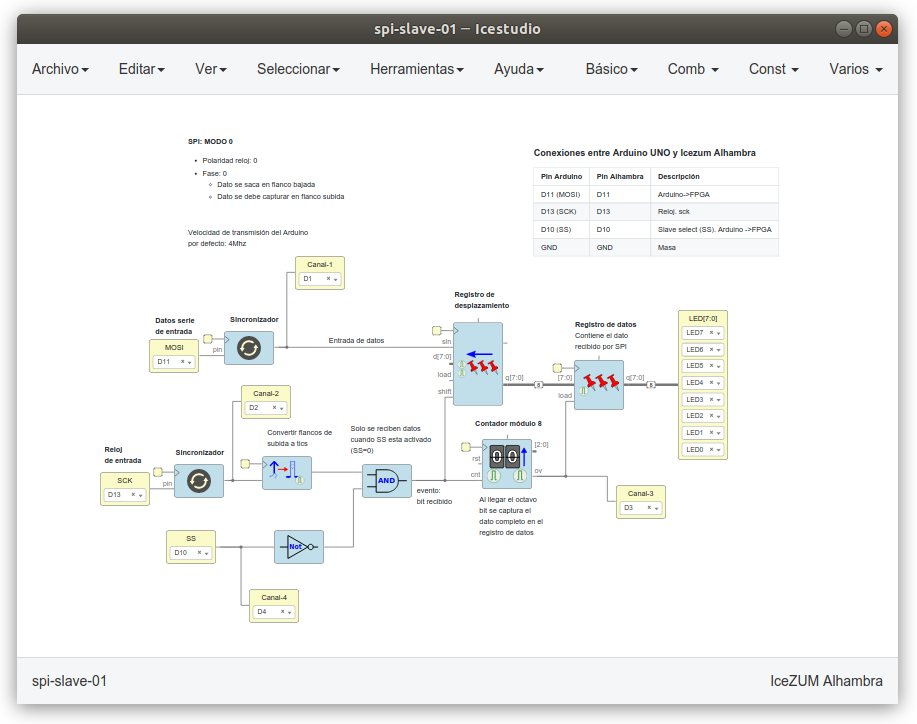 spi-slave-01 – Icestudio
Archivo Editar Ver Seleccionar Herramientas Ayuda Básico Comb Const Varios
SPI: MODO 0
Polaridad reloj: 0
Fase: 0
Dato se saca en flanco bajada
Dato se debe capturar en flanco subida
Velocidad de transmisión del Arduino
por defecto: 4Mhz
Conexiones entre Arduino UNO y Icezum Alhambra
Pin Arduino Pin Alhambra Descripción
D11 (MOSI) D11 Arduino->FPGA
D13 (SCK) D13 Reloj. sck
D10 (SS) D10 Slave select (SS). Arduino ->FPGA
GND GND Masa
Canal-1
D1
Datos serie
de entrada
MOSI
D11
Sincronizador
pin
Entrada de datos
Registro de
desplazamiento
sin
d[7:0]
load
shift
q[7:0]
8
Registro de datos
Contiene el dato
recibido por SPI
[7:0]
load
q[7:0]
8
LED[7:0]
LED7
LED6
LED5
LED4
LED3
LED2
LED1
LED0
Canal-2
D2
Reloj
de entrada
SCK
D13
Sincronizador
pin
Convertir flancos de
subida a tics
Solo se reciben datos
cuando SS esta activado
(SS=0)
AND
evento:
bit recibido
Contador módulo 8
rst
cnt
00
[2:0]
ov
Al llegar el octavo
bit se captura el
dato completo en el
registro de datos
Canal-3
D3
SS
D10
Not
Canal-4
D4
spi-slave-01
IceZUM Alhambra